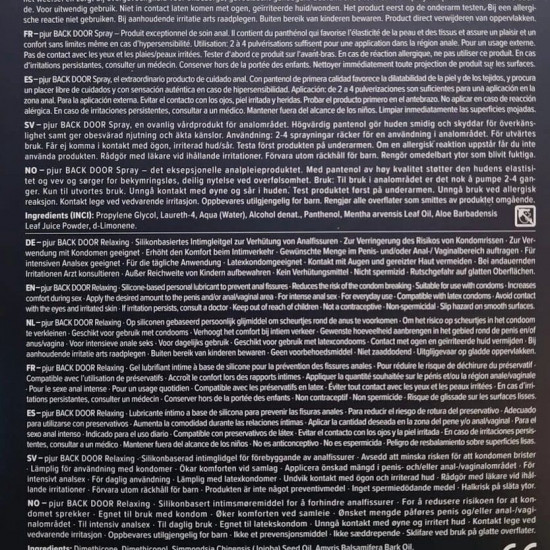 de. Voor uitwendig gebruik. Niet in contact laten komen met ogen, geïrriteerde huid/wonden. Het product eerst op de onderarm testen. Bij een allergi-
sche reactie niet gebruiken. Bij aanhoudende irritatie arts raadplegen. Buiten bereik van kinderen bewaren. Product direct verwijderen van oppervlakken.
FR – pjur BACK DOOR Spray – Produit exceptionnel de soin anal. Il contient du panthénol qui favorise l'élasticité de la peau et des tissus et assure un plaisir et un
confort sans limites même en cas d'hypersensibilité. Utilisation: 2 à 4 pulvérisations suffisent pour une application dans la région anale. Pour un usage externe.
Pas de contact avec les yeux et les plaies/peaux irritées. Tester d'abord ce produit sur l'avant-bras. En cas de réaction allergique, ne pas utiliser ce produit. En cas
d'irritations persistantes, consulter un médecin. Conserver hors de la portée des enfants. Nettoyer immédiatement toute projection de produit sur les surfaces.
ES – pjur BACK DOOR Spray, el extraordinario producto de cuidado anal. Con pantenol de primera calidad favorece la dilatabilidad de la piel y de los tejidos, y procura
un placer libre de cuidados y con sensación auténtica en caso de hipersensibilidad. Aplicación: de 2 a 4 pulverizaciones son suficientes para una aplicación en la
zona anal. Para la aplicación externa. Evitar el contacto con los ojos, piel irritada y heridas. Probar el producto primero en el antebrazo. No aplicar en caso de reacción
alérgica. En caso de irritaciones persistentes, consultar a un médico. Mantener fuera del alcance de los niños. Limpiar inmediatamente las superficies mojadas.
SV – pjur BACK DOOR Spray, en ovanlig vårdprodukt för analområdet. Högvärdig pantenol gör huden smidig och skyddar för överkäns-
lighet samt ger obesvärad njutning och äkta känslor. Användning: 2-4 sprayningar räcker för en användning i analområdet. För utvärtes
bruk. Får ej komma i kontakt med ögon, irriterad hud/sår. Testa först produkten på underarmen. Om en allergisk reaktion uppstår får du inte
använda produkten. Rådgör med läkare vid ihållande irritationer. Förvara utom räckhåll för barn. Rengör omedelbart ytor som blivit fuktiga.
NO – pjur BACK DOOR Spray – det eksepsjonelle analpleieproduktet. Med pantenol av høy kvalitet støtter den hudens elastisi-
tet og vev og sørger for bekymringsløs, deilig nytelse ved overfølsomhet. Bruk: Til bruk i analområdet er det nok å pumpe 2-4 gan-
ger. Kun til utvortes bruk. Unngå kontakt med øyne og sår i huden. Test produktet først på underarmen. Unngå bruk ved allergisk
reaksjon. Kontakt lege ved vedvarende irritasjon. Oppbevares utilgjengelig for barn. Rengjør alle overflater som smittes av produktet omgående.
Ingredients (INCI): Propylene Glycol, Laureth-4, Aqua (Water), Alcohol denat., Panthenol, Mentha arvensis Leaf Oil, Aloe Barbadensis
Leaf Juice Powder, d-Limonene.
DE – pjur BACK DOOR Relaxing · Silikonbasiertes Intimgleitgel zur Verhütung von Analfissuren · Zur Verringerung des Risikos von Kondomrissen · Zur Ver-
wendung mit Kondomen geeignet · Erhöht den Komfort beim Intimverkehr · Gewünschte Menge im Penis- und/oder Anal-/ Vaginalbereich auftragen · Für
intensiven Analsex geeignet · Für die tägliche Anwendung · Latexkondomgeeignet · Kontakt mit Augen und gereizter Haut vermeiden · Bei andauernden
Irritationen Arzt konsultieren · Außer Reichweite von Kindern aufbewahren · Kein Verhütungsmittel · Nicht spermizid · Rutschgefahr auf glatten Oberflächen.
EN – pjur BACK DOOR Relaxing · Silicone-based personal lubricant to prevent anal fissures · Reduces the risk of condom breaking · Suitable for use with condoms · Increases
comfort during sex · Apply the desired amount to the penis and/or anal/vaginal area · For intense anal sex · For everyday use · Compatible with latex condoms · Avoid contact
with the eyes and irritated skin · If irritation persists, consult a doctor · Keep out of reach of children · Not a contraceptive · Non-spermicidal · Slip hazard on smooth surfaces.
NL – pjur BACK DOOR Relaxing · Op siliconen gebaseerd persoonlijk glijmiddel om scheurtjes rond de anus te voorkomen · Om het risico op scheurtjes in het condoom
te verkleinen · Geschikt voor gebruik met condooms · Verhoogt het comfort bij intiem verkeer · Gewenste hoeveelheid aanbrengen in het gebied rond de penis en/of
anus/vagina · Voor intensieve anale seks · Voor dagelijks gebruik · Geschikt voor gebruik met latexcondooms · Contact met ogen en geïrriteerde huid vermijden · Bij
aanhoudende irritatie arts raadplegen · Buiten bereik van kinderen bewaren · Geen voorbehoedsmiddel · Niet zaaddodend · Uitglijgevaar op gladde oppervlakken.
FR – pjur BACK DOOR Relaxing · Gel lubrifiant intime à base de silicone pour la prévention des fissures anales · Pour réduire le risque de déchirure du préservatif ·
Compatible avec l'utilisation de préservatifs · Accroît le confort lors des rapports intimes · Appliquer la quantité souhaitée sur le pénis et/ou la région anale/vaginale
· Pour le sexe anal intense · Pour un usage quotidien · Compatible avec les préservatifs en latex · Éviter tout contact avec les yeux et les peaux irritées · En cas d'irri-
tations persistantes, consulter un médecin · Conserver hors de la portée des enfants · Non contraceptif · Non spermicide · Risque de glissade sur les surfaces lisses.
ES – pjur BACK DOOR Relaxing · Lubricante íntimo a base de silicona para prevenir las fisuras anales · Para reducir el riesgo de rotura del preservativo · Adecuado
para utilizarse con preservativos · Aumenta la comodidad durante las relaciones íntimas · Aplicar la cantidad deseada en la zona del pene y/o anal/vaginal · Para el
sexo anal intenso · Indicado para el uso diario · Compatible con preservativos de látex · Evitar el contacto con los ojos y la piel irritada · En caso de irritaciones persis-
tentes, consultar a un médico · Mantener fuera del alcance de los niños · No es anticonceptivo · No es espermicida · Peligro de resbalamiento sobre superficies lisas.
SV – pjur BACK DOOR Relaxing · Silikonbaserad intimglidgel för förebyggande av analfissurer · Avsedd att minska risken för att kondomen brister
· Lämplig för användning med kondomer · Ökar komforten vid samlag · Applicera önskad mängd i penis- och/eller anal-/vaginalområdet · För
intensivt analsex · För daglig användning · Lämplig med latexkondomer · Undvik kontakt med ögon och irriterad hud · Rådgör med läkare vid ihål-
lande irritationer · Förvara utom räckhåll för barn · Produkten är inte något preventivmedel · Inget spermiedödande medel · Halkrisk på släta ytor.
NO – pjur BACK DOOR Relaxing · Silikonbasert intimsmøremiddel for å forhindre analfissurer · For å redusere risikoen for at kon-
domet sprekker · Egnet til bruk med kondom · Øker komforten ved samleie · Ønsket mengde påføres penis og/eller anal-/vagi-
nalområdet · Til intensiv analsex · Til daglig bruk · Egnet til latekskondom · Unngå kontakt med øyne og irritert hud · Kontakt lege ved
vedvarende irritasjon · Oppbevares utilgjengelig for barn · Ikke et prevensjonsmiddel · Ikke sæddrepende · Sklifare ved bruk på glatte overflater.
Ingredients: Dimethicone, Dimethiconol, Simmondsia Chinensis (Jojoba) Seed Oil, Amyris Balsamifera Bark Oil.